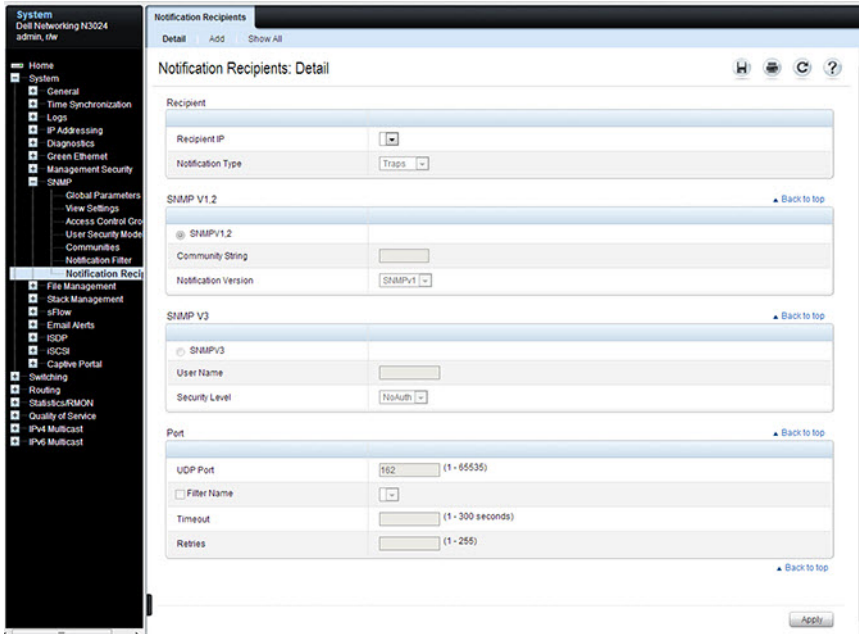 System
Dell Networking N3024
admin, r/w
Home
System
General
Time Synchronization
Logs
IP Addressing
Diagnostics
Green Ethernet
Management Security
SNMP
Global Parameters
View Settings
Access Control Gro
User Security Mode
Communities
Notification Filter
Notification Recip
File Management
Stack Management
sFlow
Email Alerts
ISDP
iSCSI
Captive Portal
Switching
Routing
Statistics/RMON
Quality of Service
IPv4 Multicast
IPv6 Multicast
Notification Recipients
Detail Add Show All
Notification Recipients: Detail
?
Recipient
Recipient IP
Notification Type Traps
SNMP V1,2 Back to top
SNMPV1,2
Community String
Notification Version SNMPv1
SNMP V3 Back to top
SNMPV3
User Name
Security Level NoAuth
Port Back to top
UDP Port 162 (1 - 65535)
Filter Name
Timeout (1 - 300 seconds)
Retries (1 - 255)
Back to top
Apply